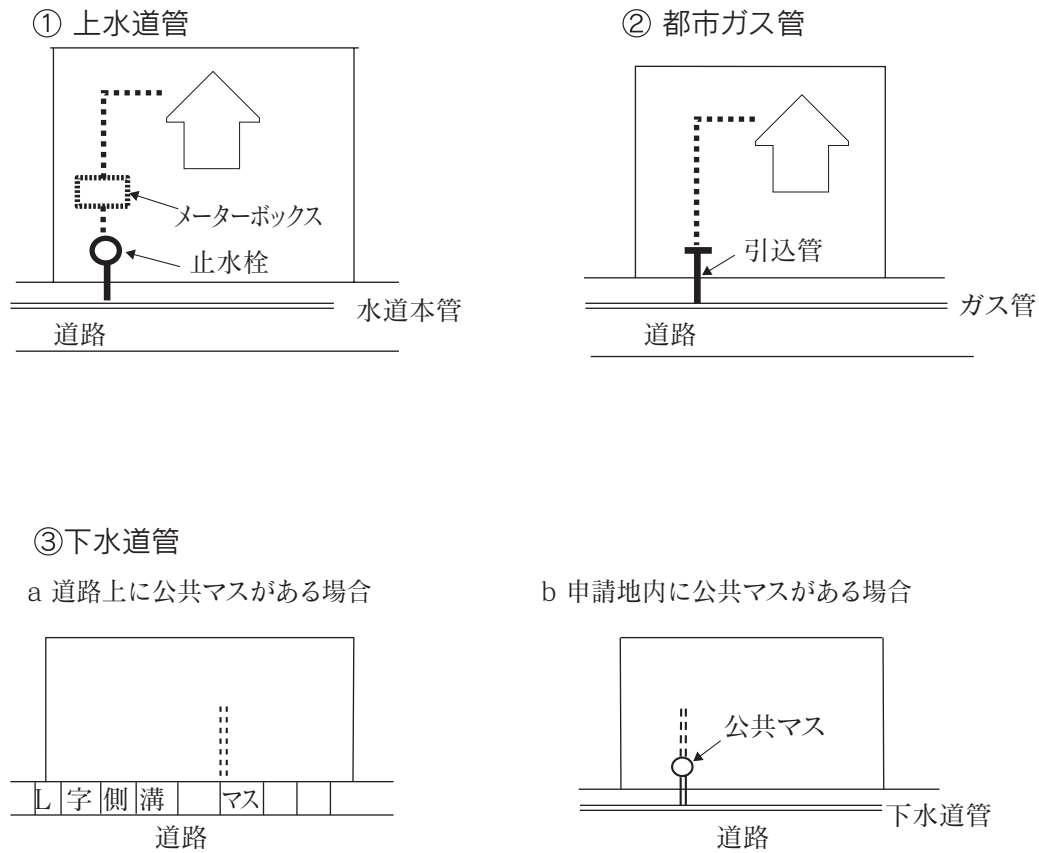 ① 上水道管
メーターボックス
止水栓
水道本管
道路
② 都市ガス管
引込管
ガス管
道路
③下水道管
a 道路上に公共マスがある場合
L字側溝
マス
道路
b 申請地内に公共マスがある場合
公共マス
下水道管
道路